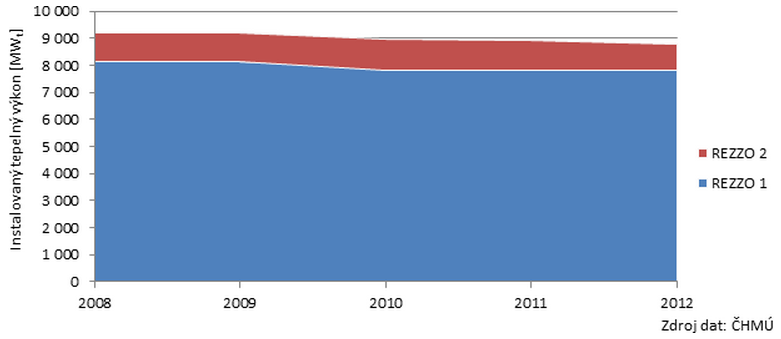 10 000
9 000
8 000
7 000
6 000
5 000
4 000
3 000
2 000
1 000
0
Instalovaný tepelný výkon [MWt]
2008 2009 2010 2011 2012
REZZO 2
REZZO 1
Zdroj dat: ČHMÚ